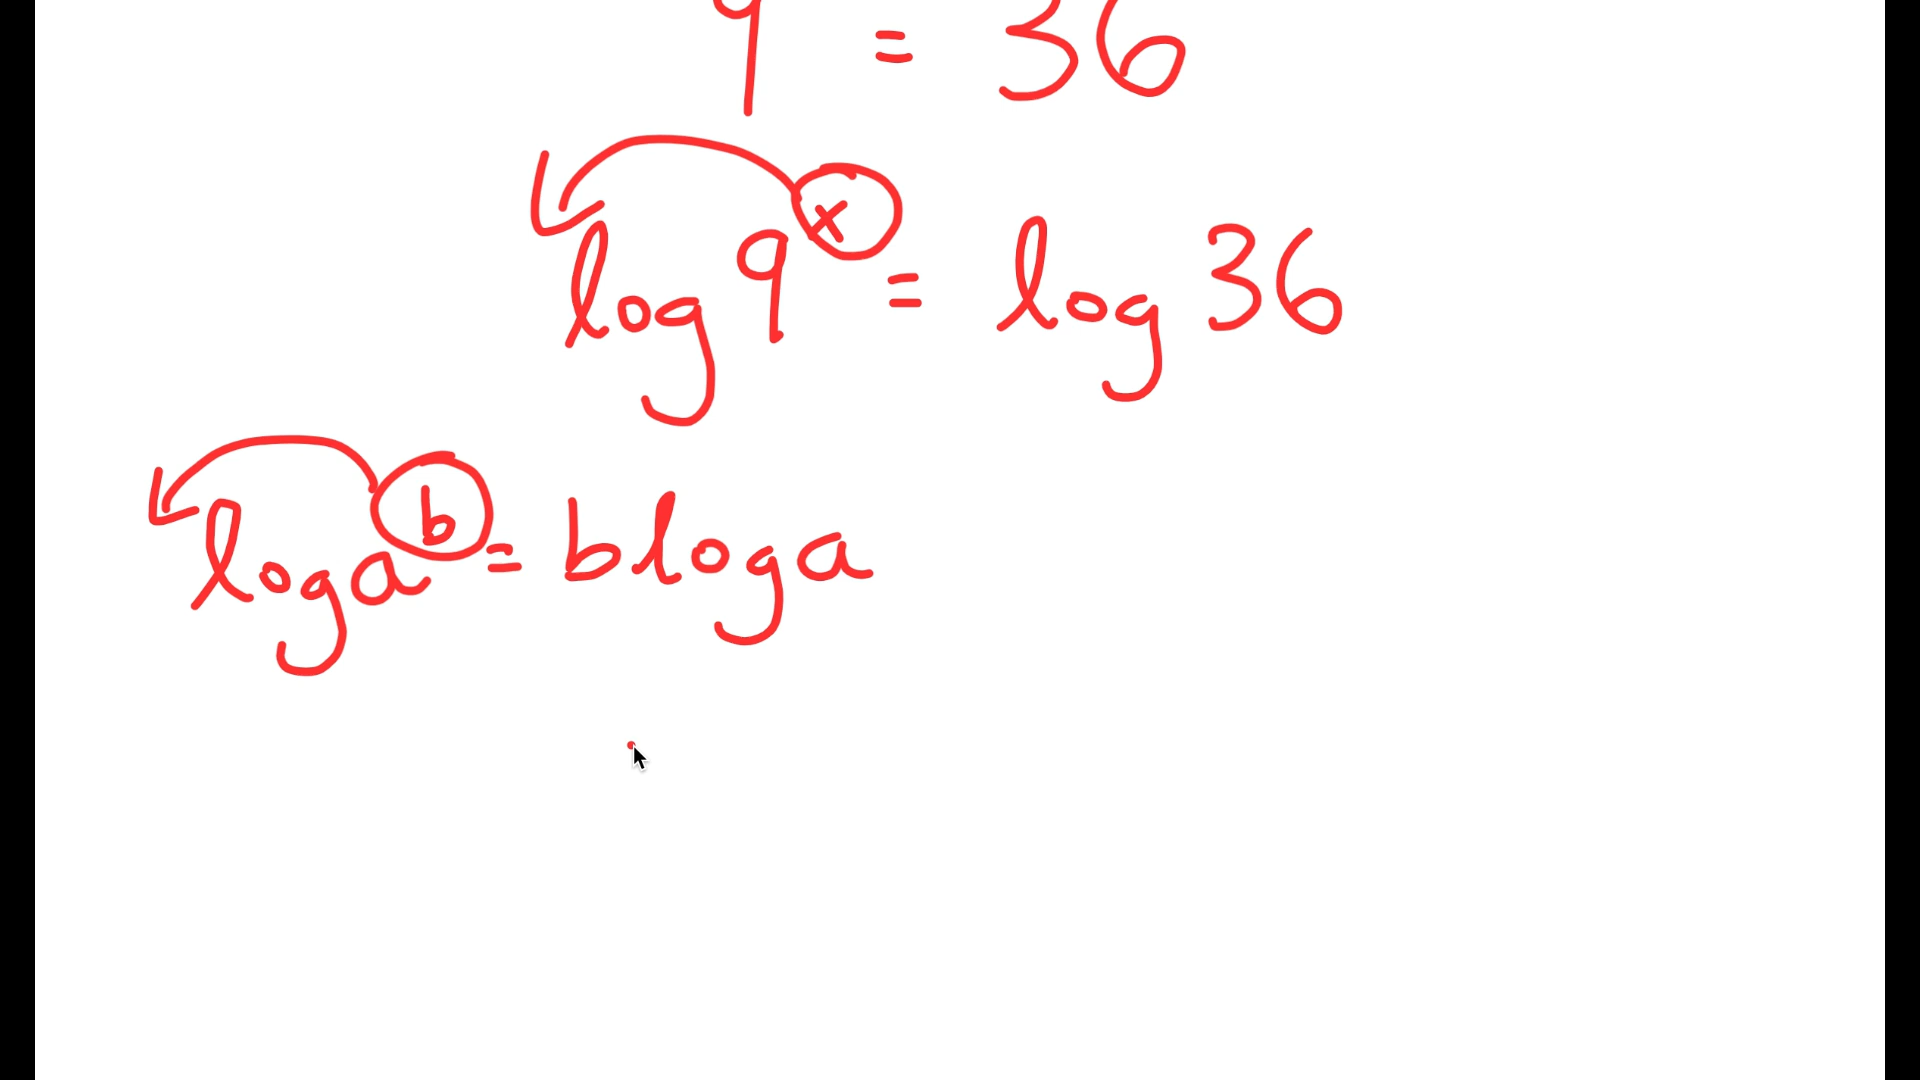 9 = 36
log 9^x = log 36
log a^b = b log a